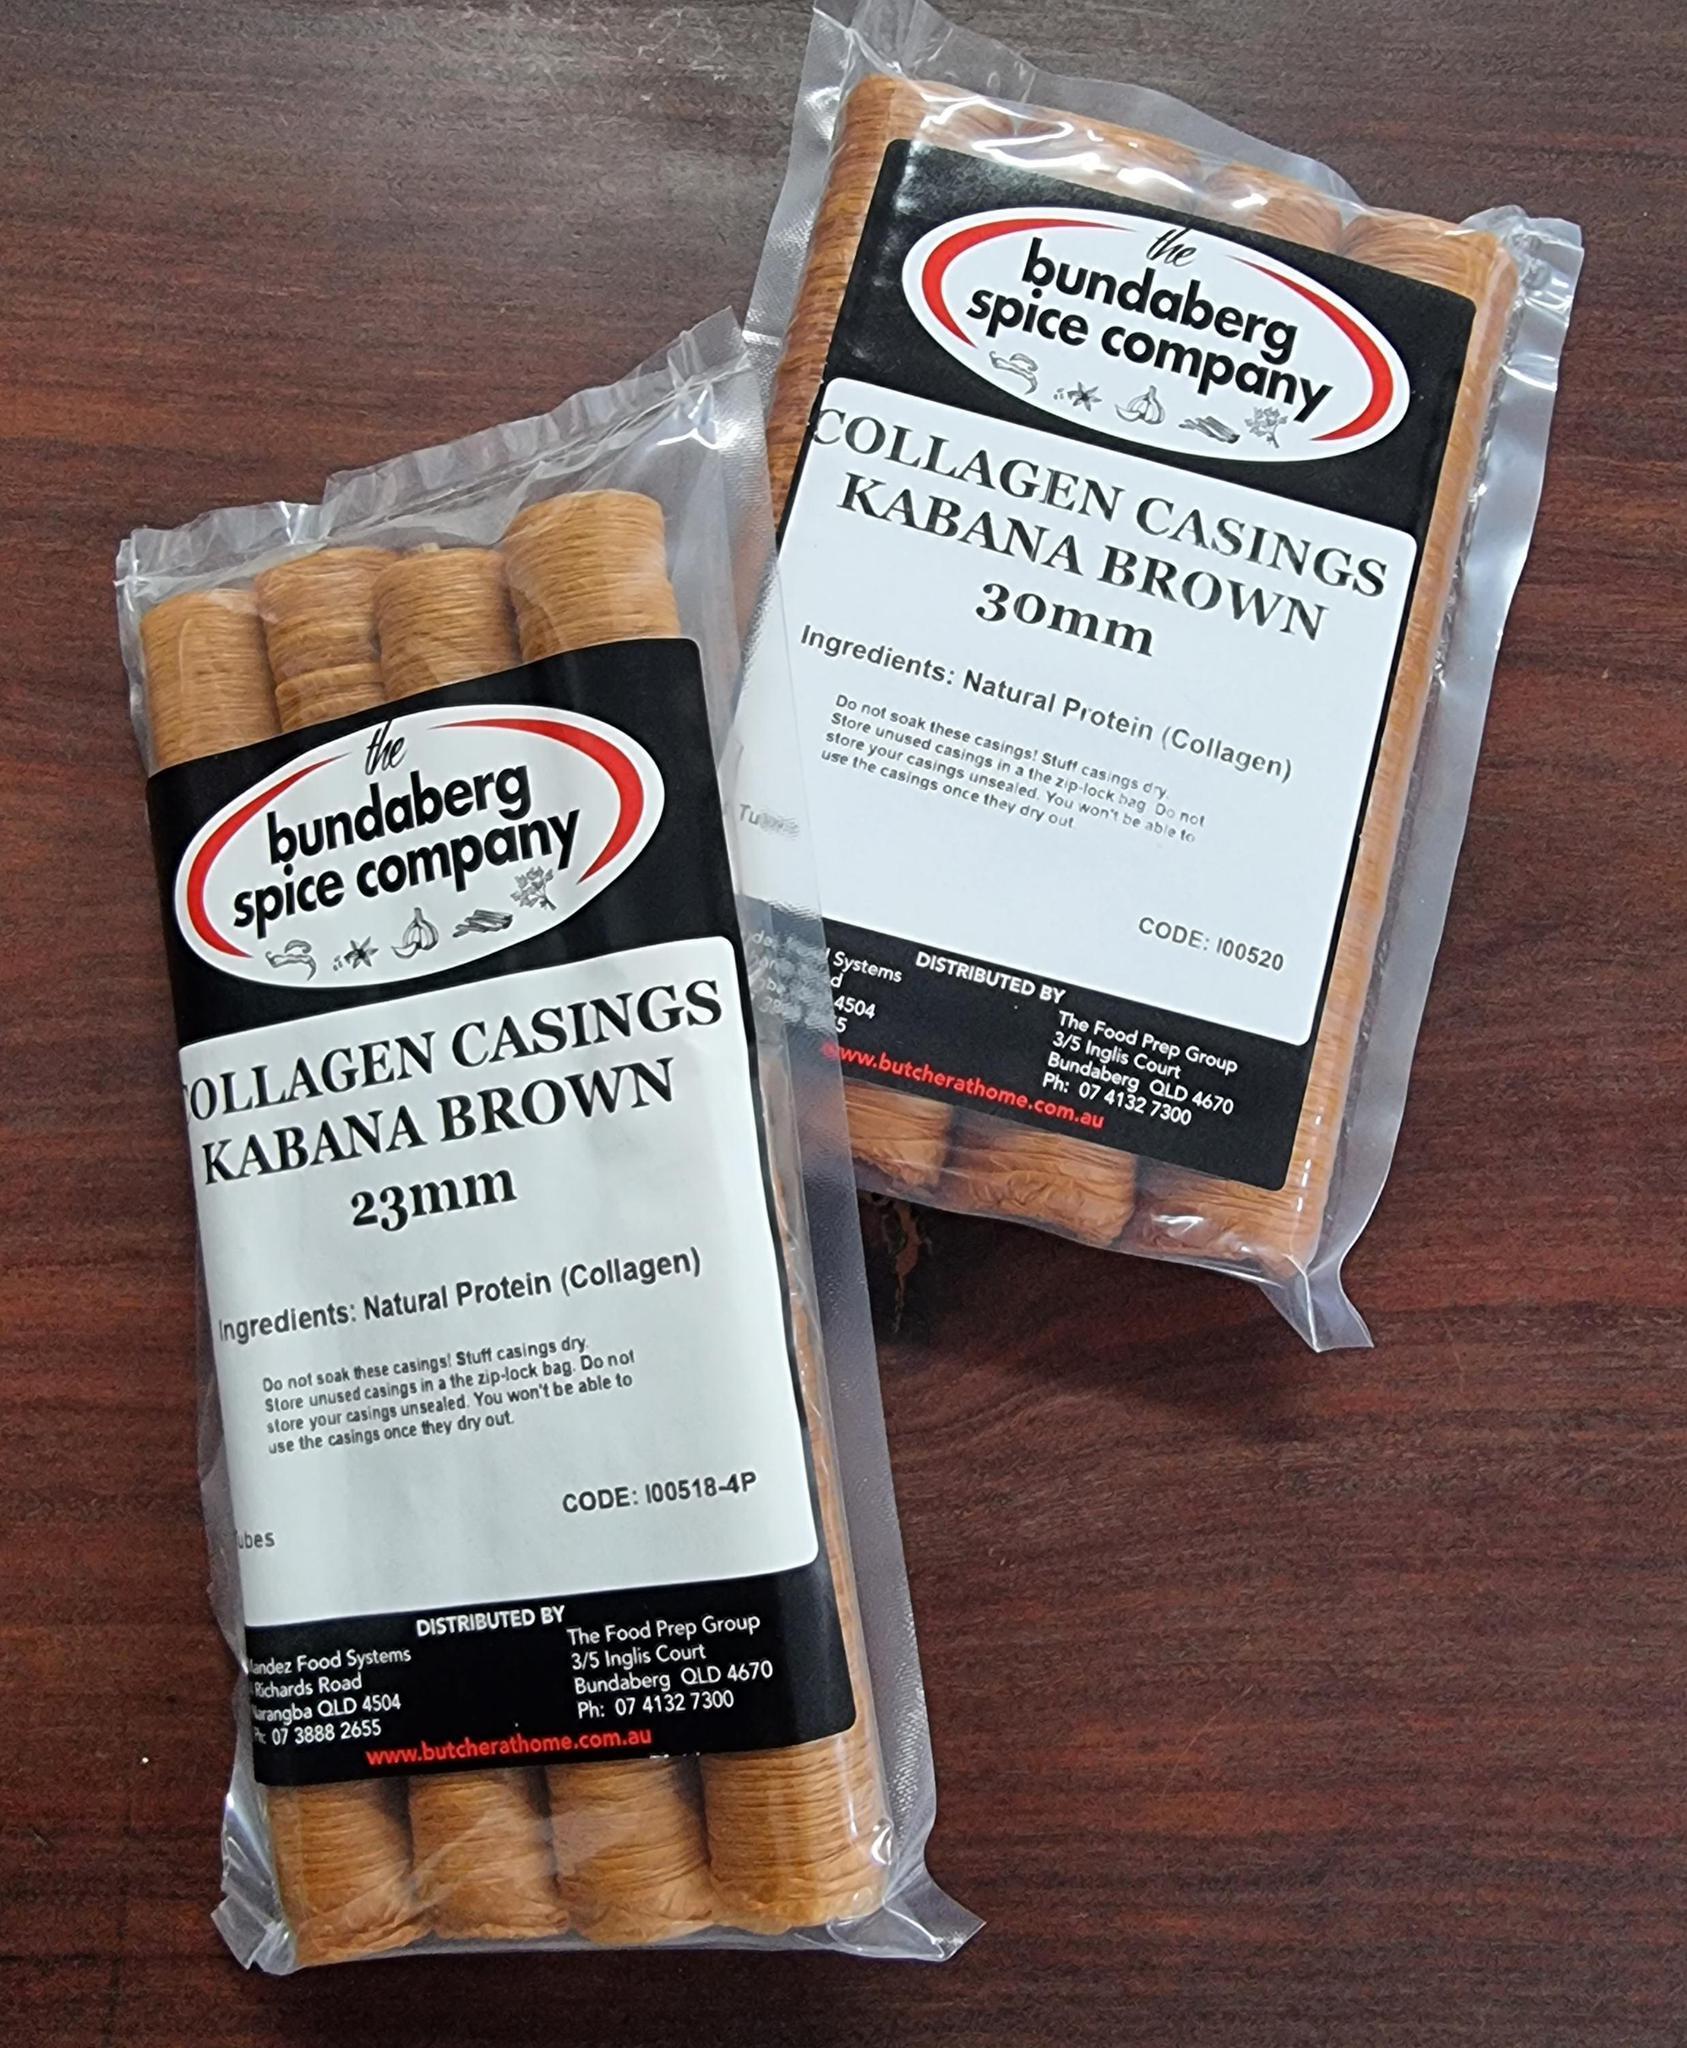 the
bundaberg
spice company
COLLAGEN CASINGS
KABANA BROWN
30mm
Ingredients: Natural Protein (Collagen)
Do not soak these casings! Stuff casings dry.
Store unused casings in a the zip-lock bag. Do not
store your casings unsealed. You won't be able to
use the casings once they dry out.
CODE: I00520
DISTRIBUTED BY
Systems
4504
The Food Prep Group
3/5 Inglis Court
Bundaberg QLD 4670
Ph: 07 4132 7300
www.butcherathome.com.au
the
bundaberg
spice company
OLLAGEN CASINGS
KABANA BROWN
23mm
Ingredients: Natural Protein (Collagen)
Do not soak these casings! Stuff casings dry.
Store unused casings in a the zip-lock bag. Do not
store your casings unsealed. You won't be able to
use the casings once they dry out.
CODE: I00518-4P
ubes
DISTRIBUTED BY
andez Food Systems
Richards Road
Narangba QLD 4504
Ph: 07 3888 2655
The Food Prep Group
3/5 Inglis Court
Bundaberg QLD 4670
Ph: 07 4132 7300
www.butcherathome.com.au